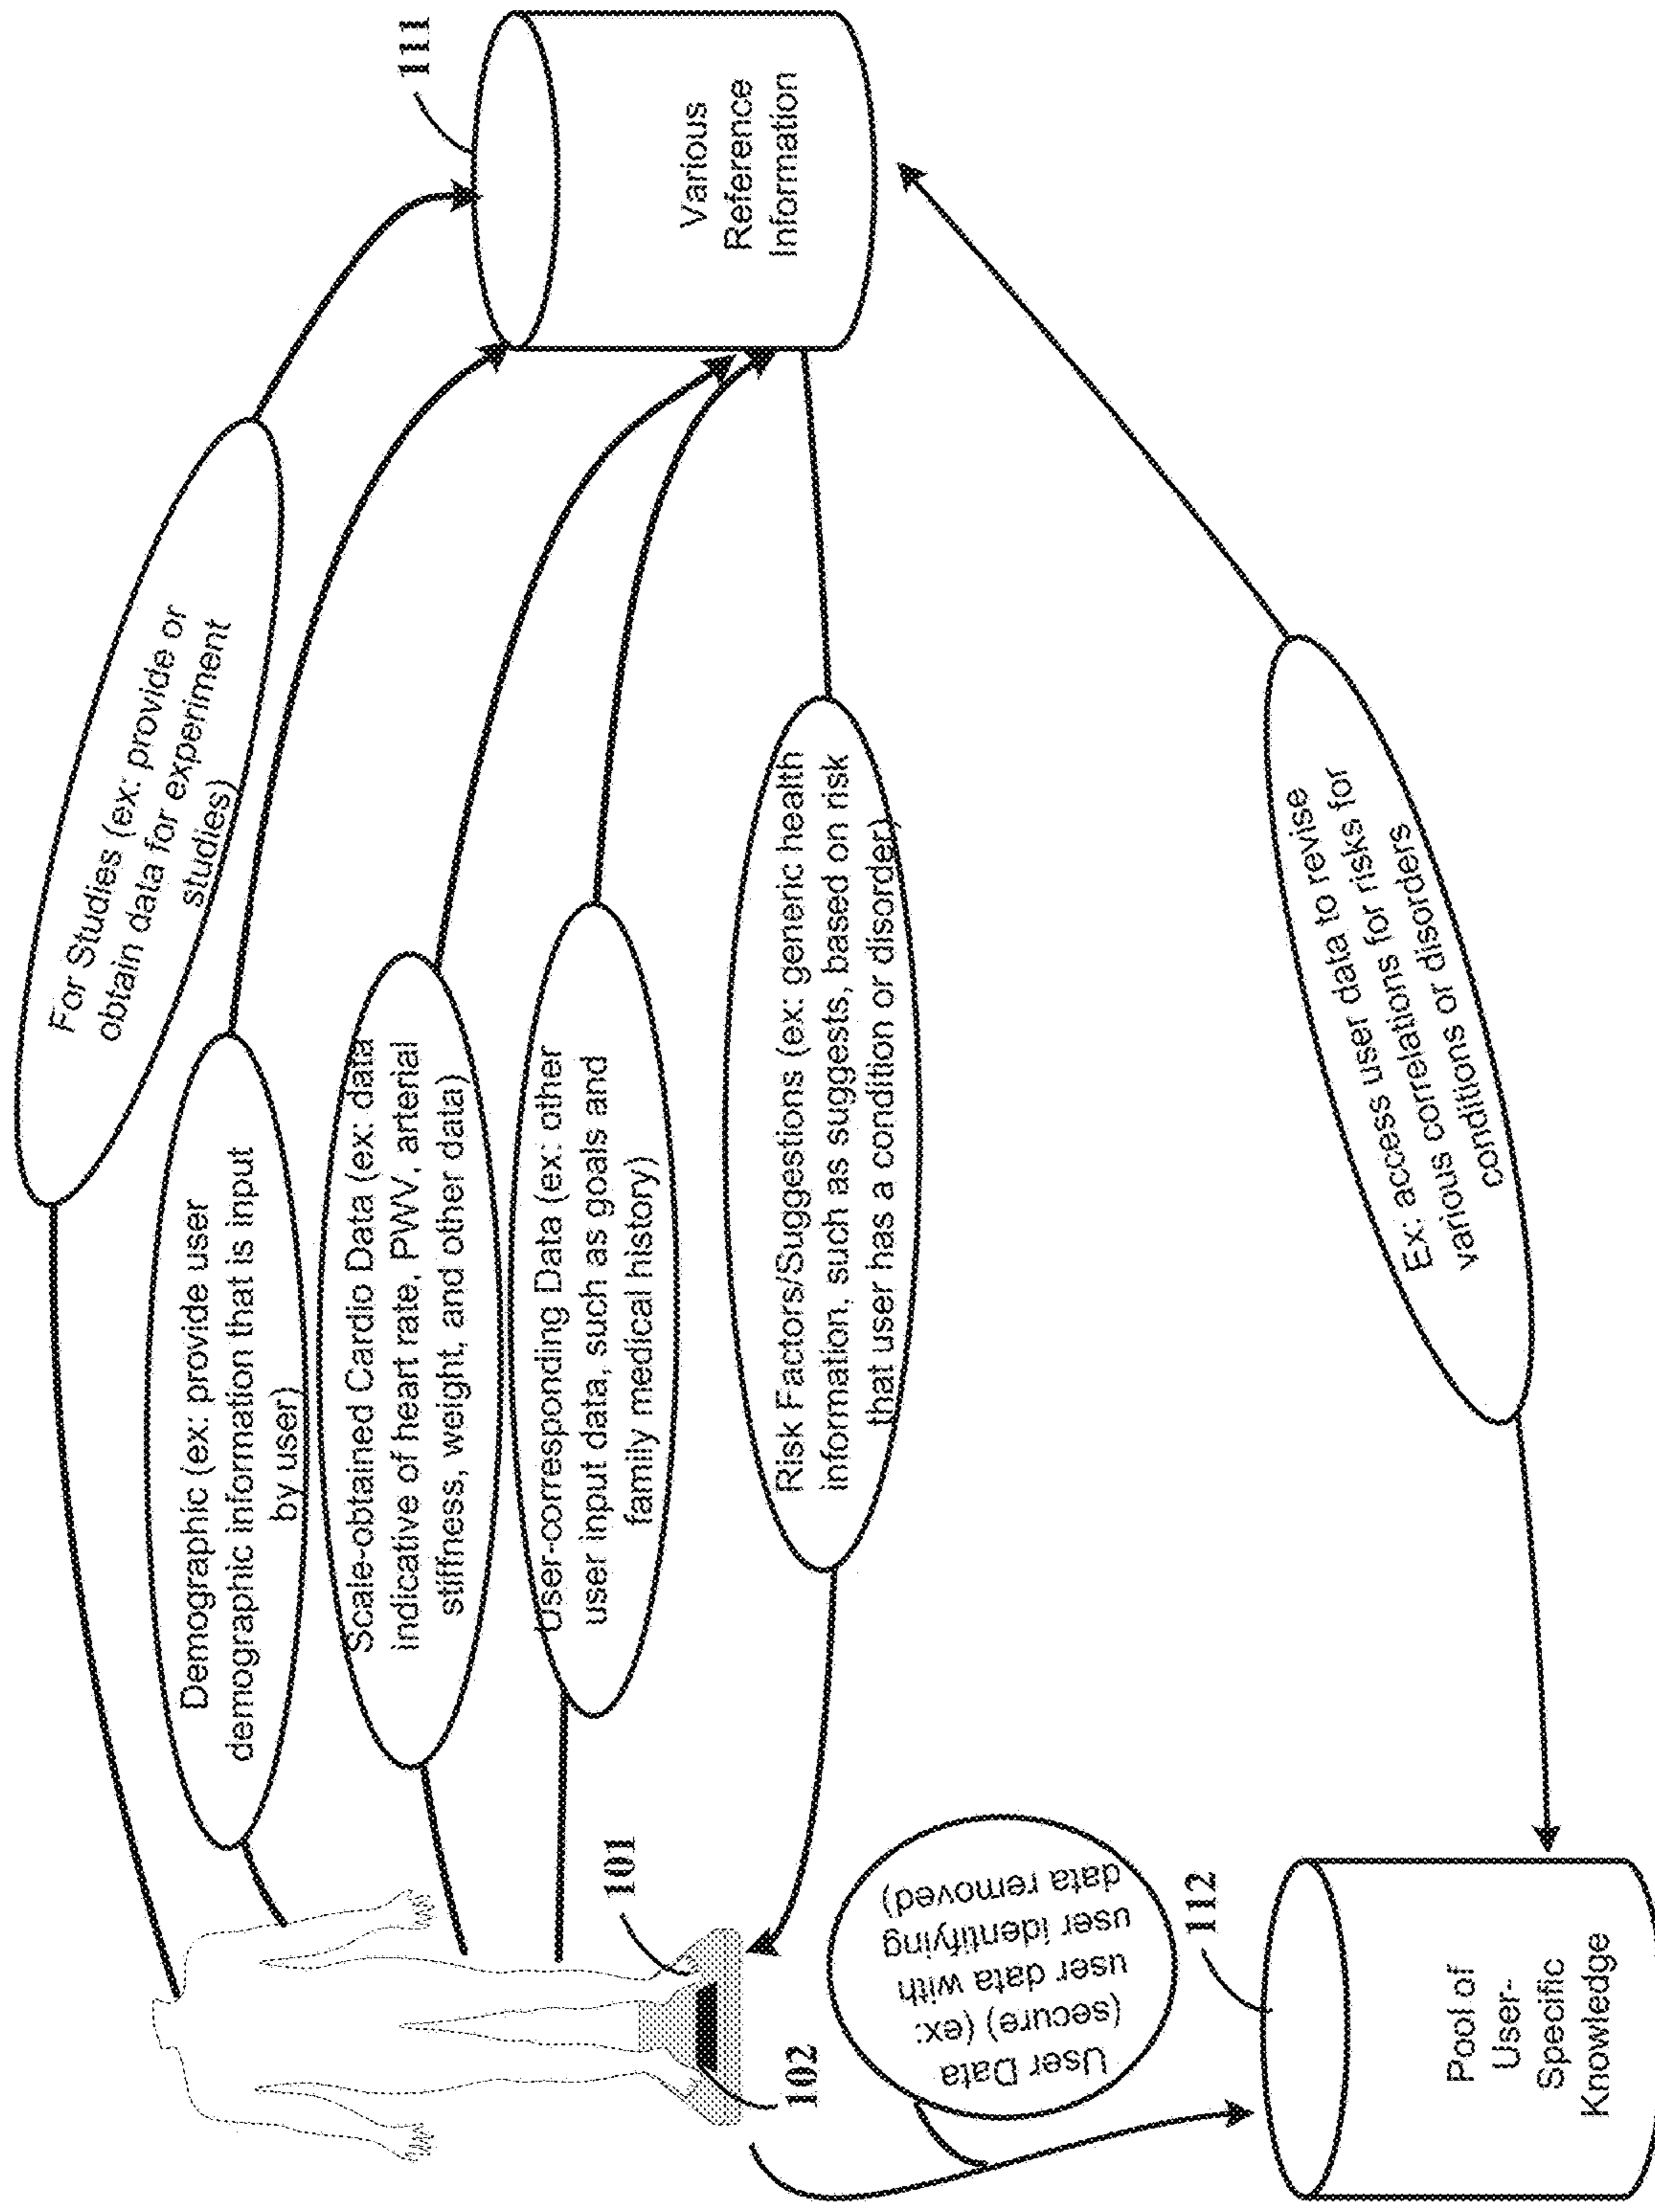 For Studies (ex: provide or
obtain data for experiment
studies)
Demographic (ex: provide user
demographic information that is input
by user)
Scale-obtained Cardio Data (ex: data
indicative of heart rate, PWV, arterial
stiffness, weight, and other data)
User-corresponding Data (ex: other
user input data, such as goals and
family medical history)
Risk Factors/Suggestions (ex: generic health
information, such as suggests, based on risk
that user has a condition or disorder)
111
Various
Reference
Information
101
102
User Data
(secure) (ex:
user data with
user identifying
data removed)
112
Pool of
User-
Specific
Knowledge
Ex: access user data to revise
various correlations for risks for
conditions or disorders